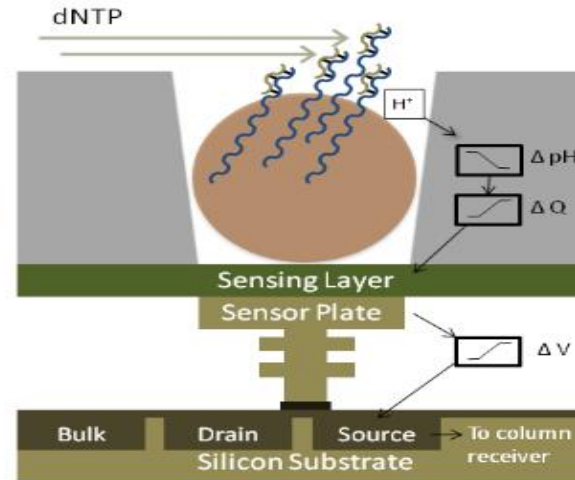 dNTP
H⁺
Δ pH
Δ Q
Sensing Layer
Sensor Plate
Δ V
Bulk
Drain
Source
To column
receiver
Silicon Substrate